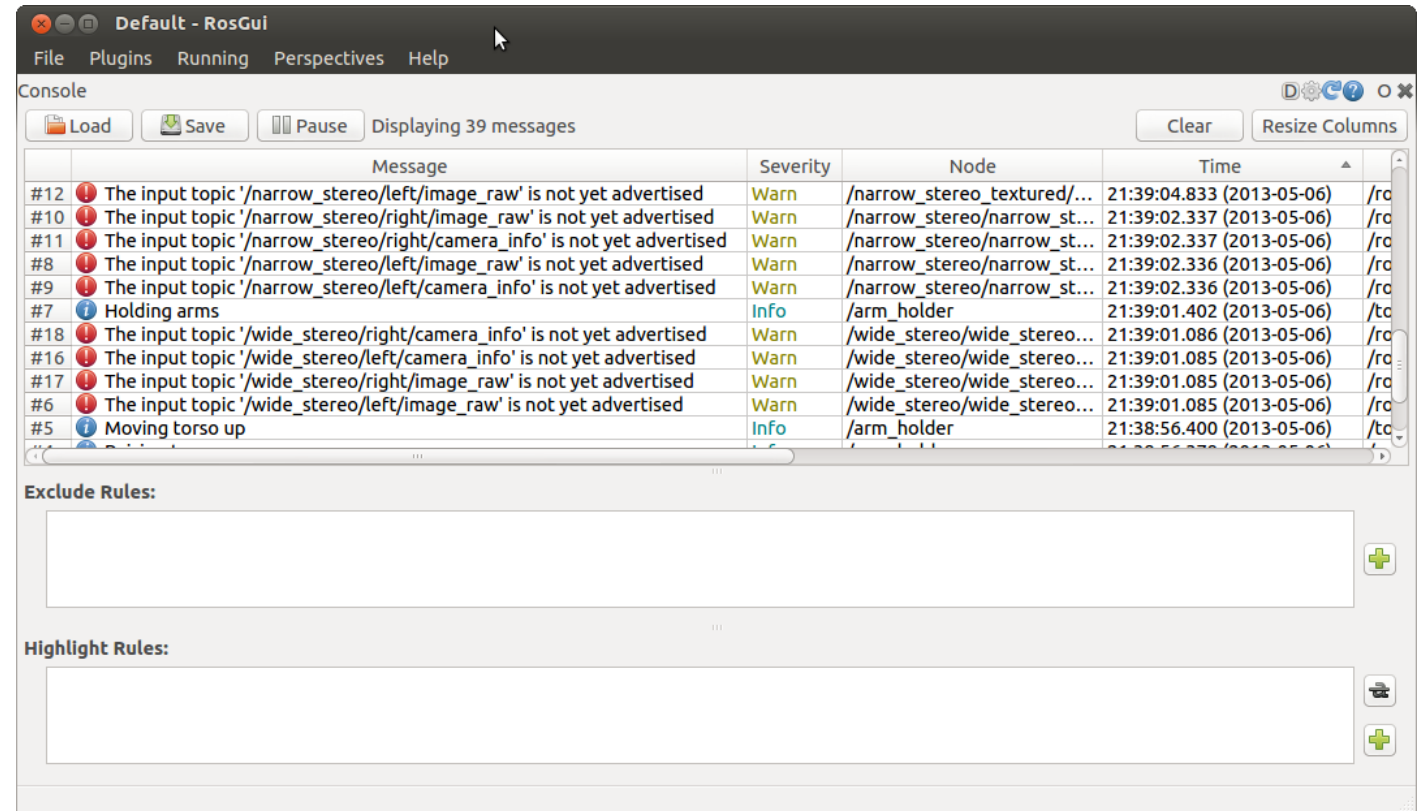 Default - RosGui
File Plugins Running Perspectives Help
Console D ? O
Load Save Pause Displaying 39 messages Clear Resize Columns
Message Severity Node Time
#12 The input topic '/narrow_stereo/left/image_raw' is not yet advertised Warn /narrow_stereo_textured/... 21:39:04.833 (2013-05-06) /ro
#10 The input topic '/narrow_stereo/right/image_raw' is not yet advertised Warn /narrow_stereo/narrow_st... 21:39:02.337 (2013-05-06) /ro
#11 The input topic '/narrow_stereo/right/camera_info' is not yet advertised Warn /narrow_stereo/narrow_st... 21:39:02.337 (2013-05-06) /ro
#8 The input topic '/narrow_stereo/left/image_raw' is not yet advertised Warn /narrow_stereo/narrow_st... 21:39:02.336 (2013-05-06) /ro
#9 The input topic '/narrow_stereo/left/camera_info' is not yet advertised Warn /narrow_stereo/narrow_st... 21:39:02.336 (2013-05-06) /ro
#7 Holding arms Info /arm_holder 21:39:01.402 (2013-05-06) /to
#18 The input topic '/wide_stereo/right/camera_info' is not yet advertised Warn /wide_stereo/wide_stereo... 21:39:01.086 (2013-05-06) /ro
#16 The input topic '/wide_stereo/left/camera_info' is not yet advertised Warn /wide_stereo/wide_stereo... 21:39:01.085 (2013-05-06) /ro
#17 The input topic '/wide_stereo/right/image_raw' is not yet advertised Warn /wide_stereo/wide_stereo... 21:39:01.085 (2013-05-06) /ro
#6 The input topic '/wide_stereo/left/image_raw' is not yet advertised Warn /wide_stereo/wide_stereo... 21:39:01.085 (2013-05-06) /ro
#5 Moving torso up Info /arm_holder 21:38:56.400 (2013-05-06) /to
Exclude Rules:
Highlight Rules: